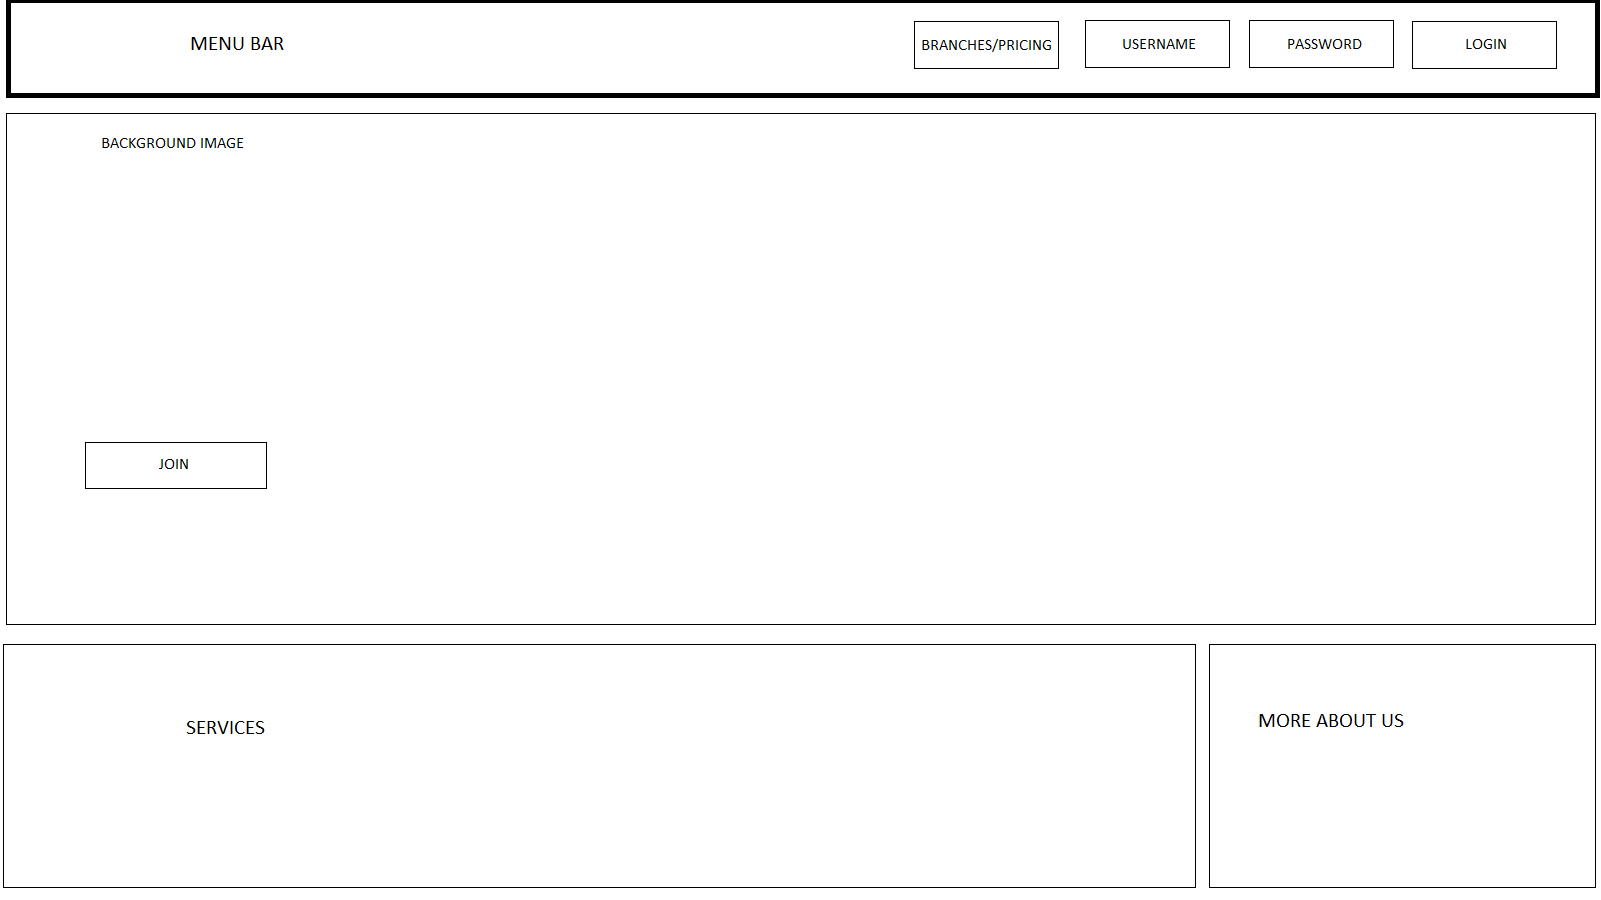 MENU BAR
BRANCHES/PRICING
USERNAME
PASSWORD
LOGIN
BACKGROUND IMAGE
JOIN
SERVICES
MORE ABOUT US